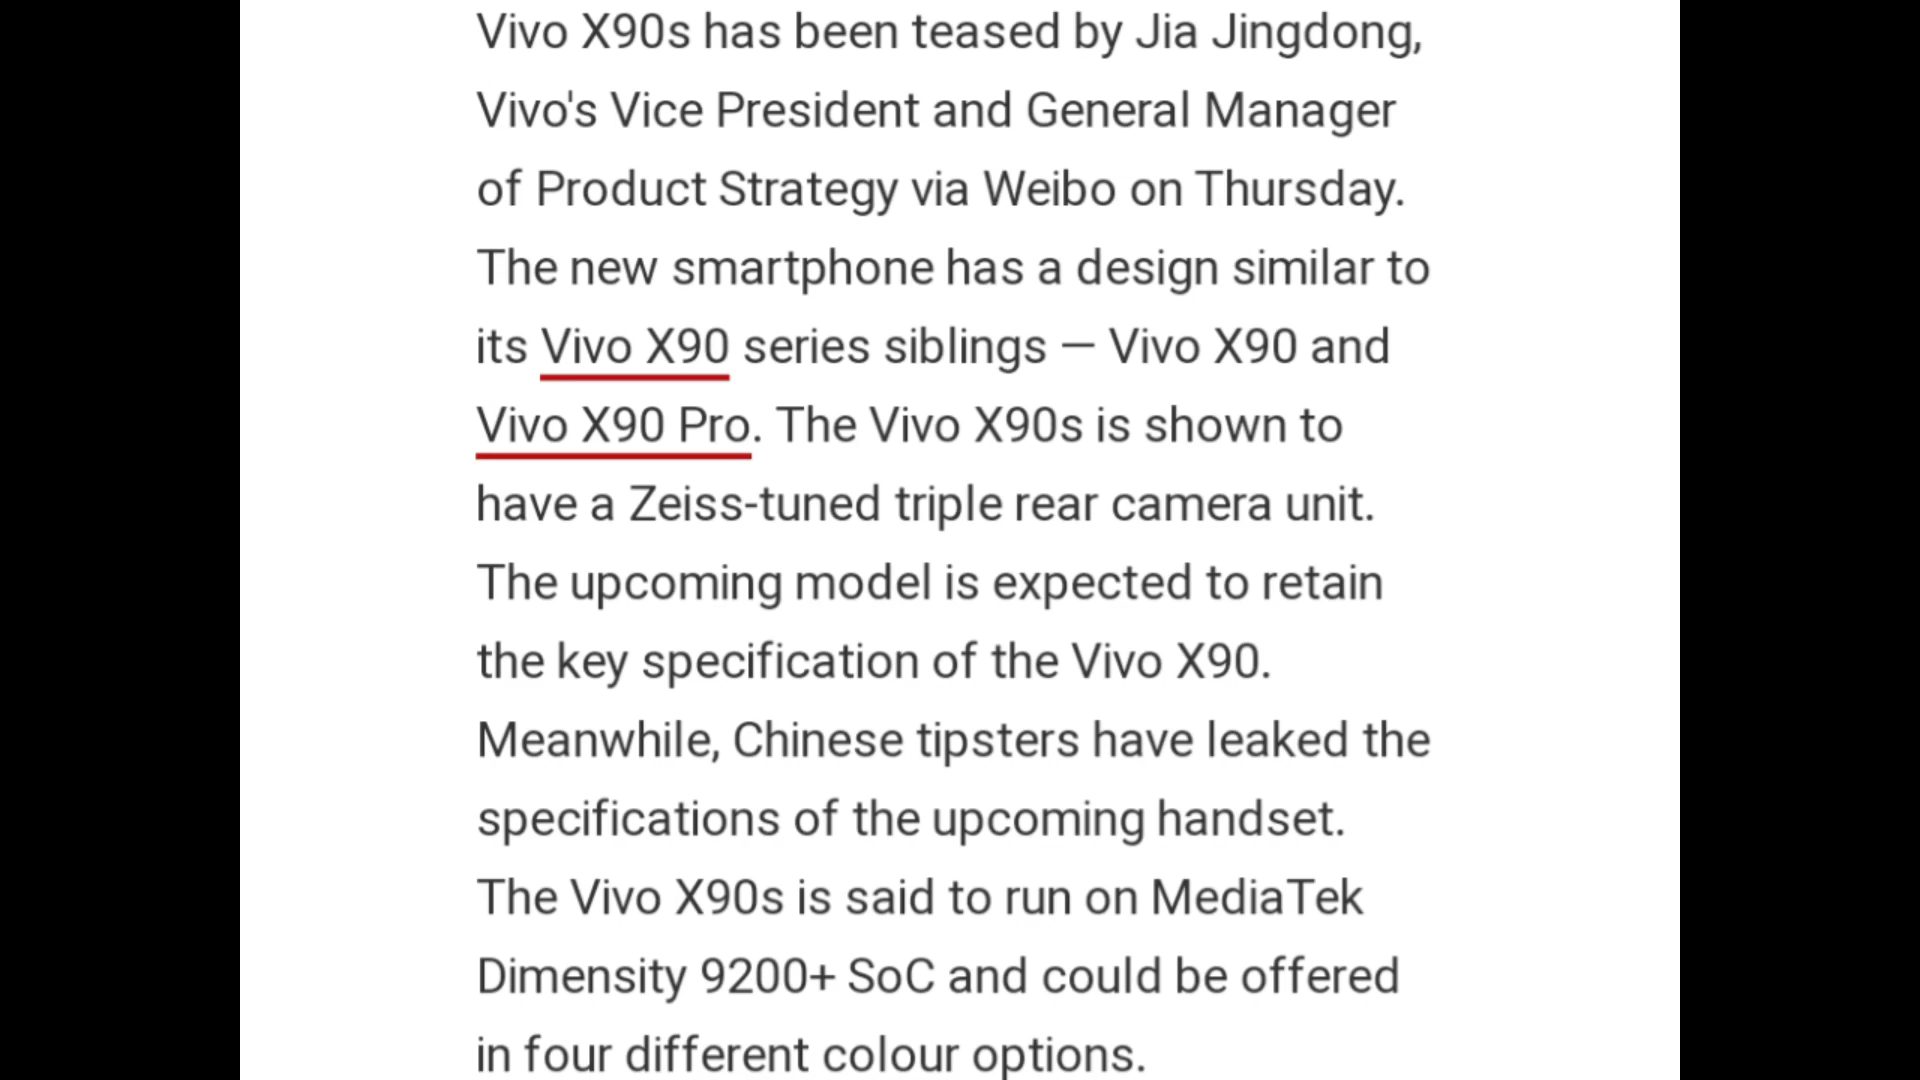 Vivo X90s has been teased by Jia Jingdong,
Vivo's Vice President and General Manager
of Product Strategy via Weibo on Thursday.
The new smartphone has a design similar to
its Vivo X90 series siblings — Vivo X90 and
Vivo X90 Pro. The Vivo X90s is shown to
have a Zeiss-tuned triple rear camera unit.
The upcoming model is expected to retain
the key specification of the Vivo X90.
Meanwhile, Chinese tipsters have leaked the
specifications of the upcoming handset.
The Vivo X90s is said to run on MediaTek
Dimensity 9200+ SoC and could be offered
in four different colour options.